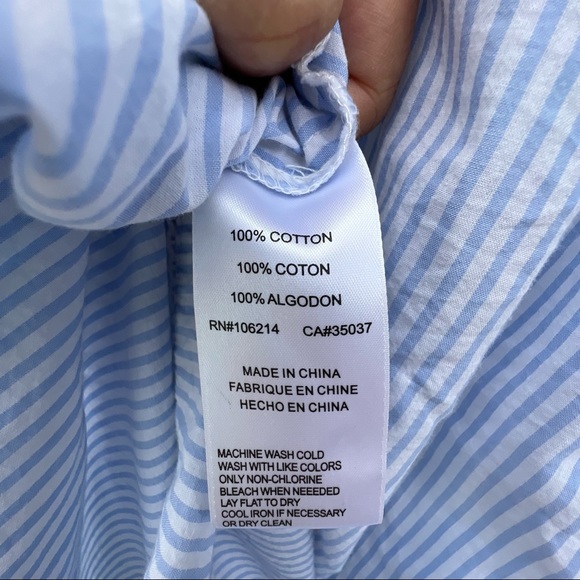 100% COTTON
100% COTON
100% ALGODON
RN#106214 CA#35037
MADE IN CHINA
FABRIQUE EN CHINE
HECHO EN CHINA
MACHINE WASH COLD
WASH WITH LIKE COLORS
ONLY NON-CHLORINE
BLEACH WHEN NEEEDED
LAY FLAT TO DRY
COOL IRON IF NECESSARY
OR DRY CLEAN